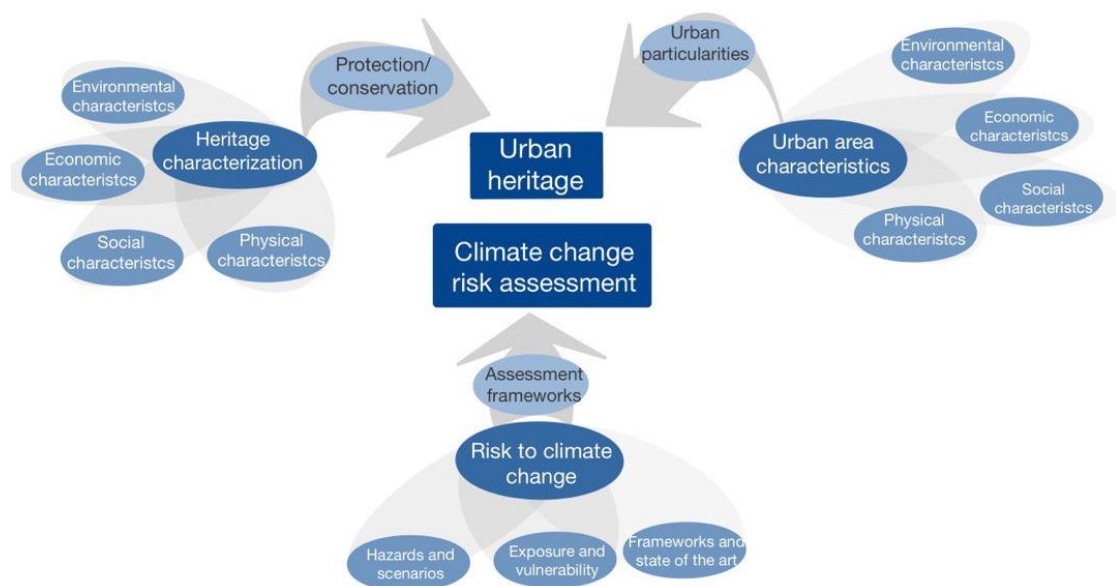 Protection/
conservation
Environmental
characteristcs
Heritage
characterization
Economic
characteristcs
Social
characteristcs
Physical
characteristcs
Urban
particularities
Environmental
characteristcs
Economic
characteristcs
Urban area
characteristics
Social
characteristcs
Physical
characteristcs
Urban
heritage
Climate change
risk assessment
Assessment
frameworks
Risk to climate
change
Hazards and
scenarios
Exposure and
vulnerability
Frameworks and
state of the art